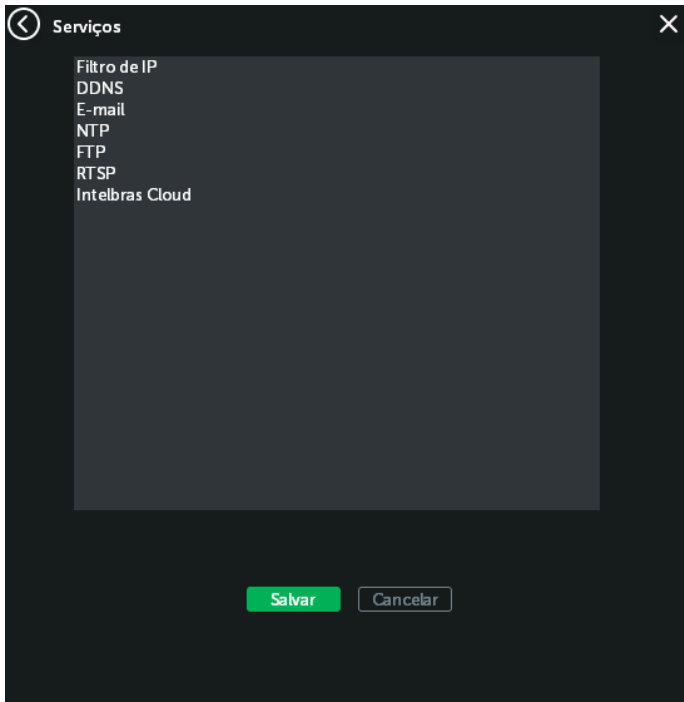 Serviços
Filtro de IP
DDNS
E-mail
NTP
FTP
RTSP
Intelbras Cloud
Salvar
Cancelar